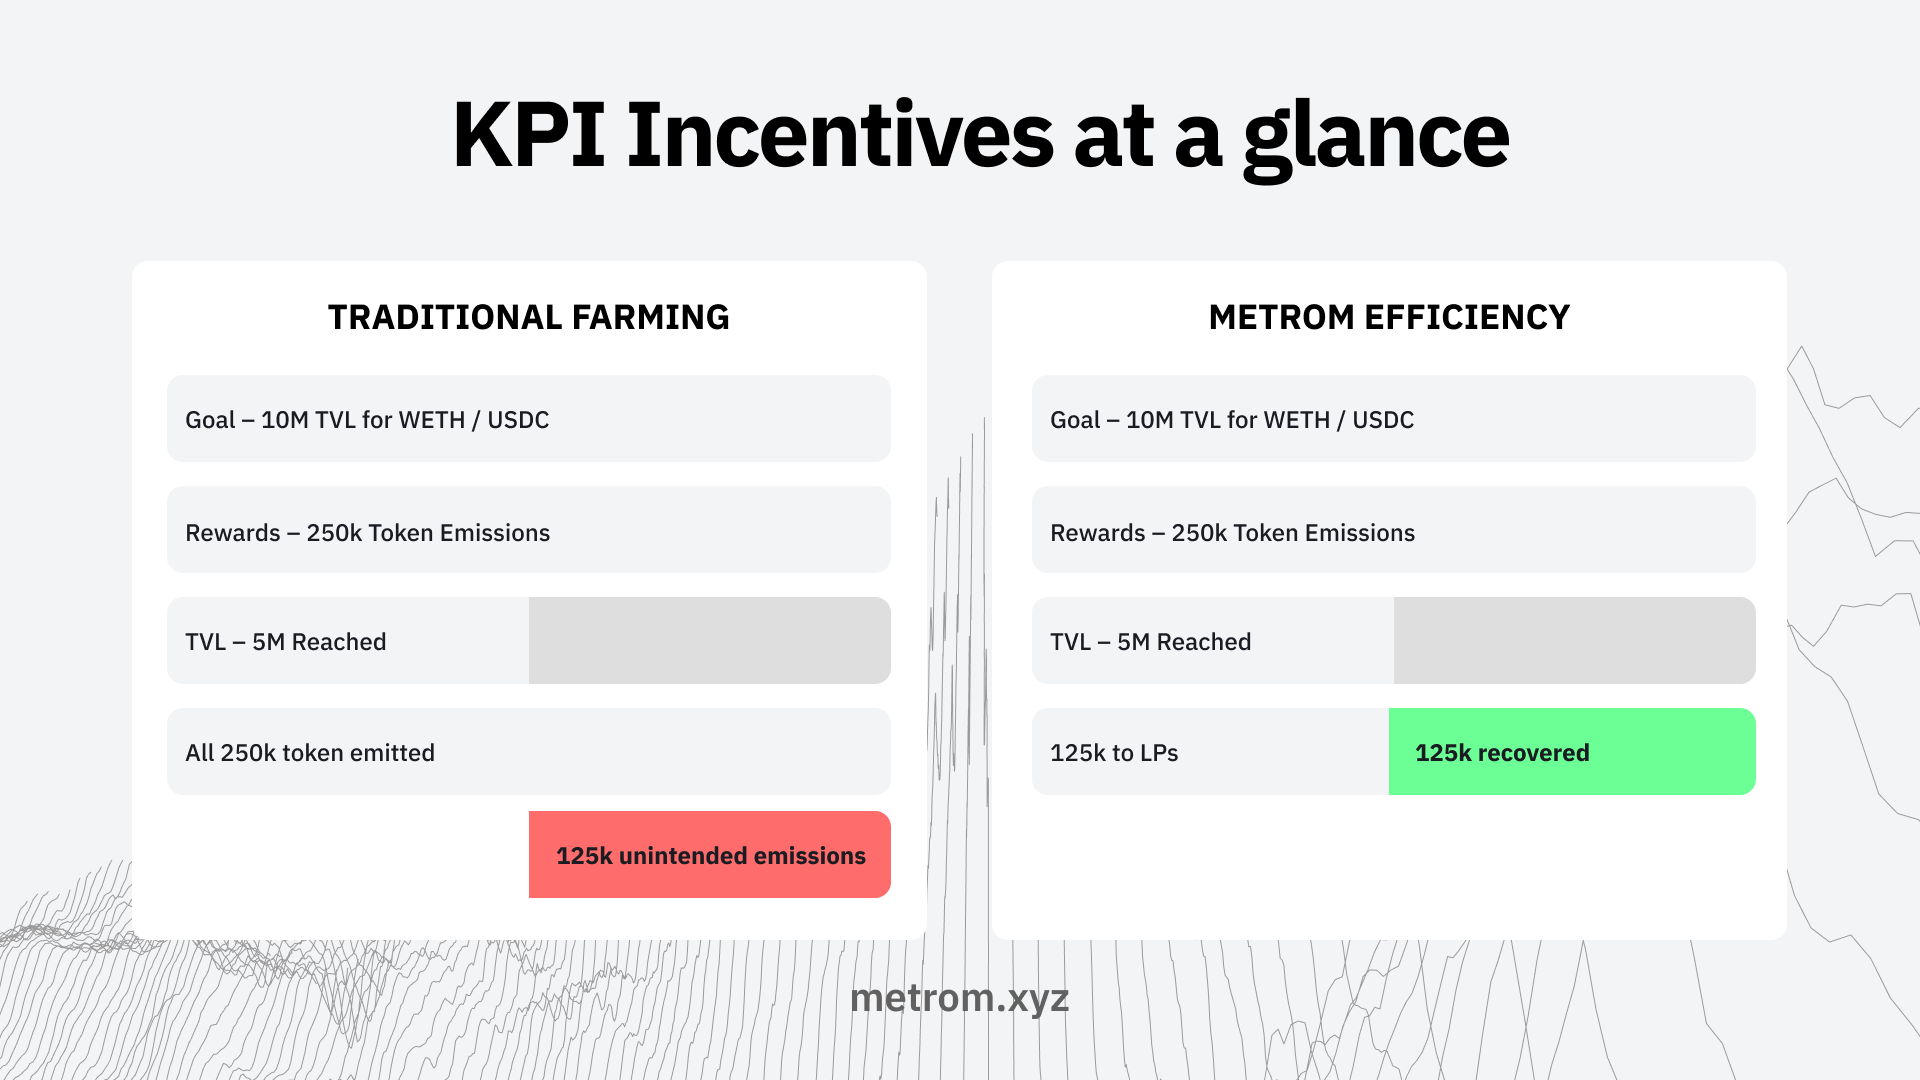 KPI Incentives at a glance
TRADITIONAL FARMING
Goal – 10M TVL for WETH / USDC
Rewards – 250k Token Emissions
TVL – 5M Reached
All 250k token emitted
125k unintended emissions
METROM EFFICIENCY
Goal – 10M TVL for WETH / USDC
Rewards – 250k Token Emissions
TVL – 5M Reached
125k to LPs
125k recovered
metrom.xyz